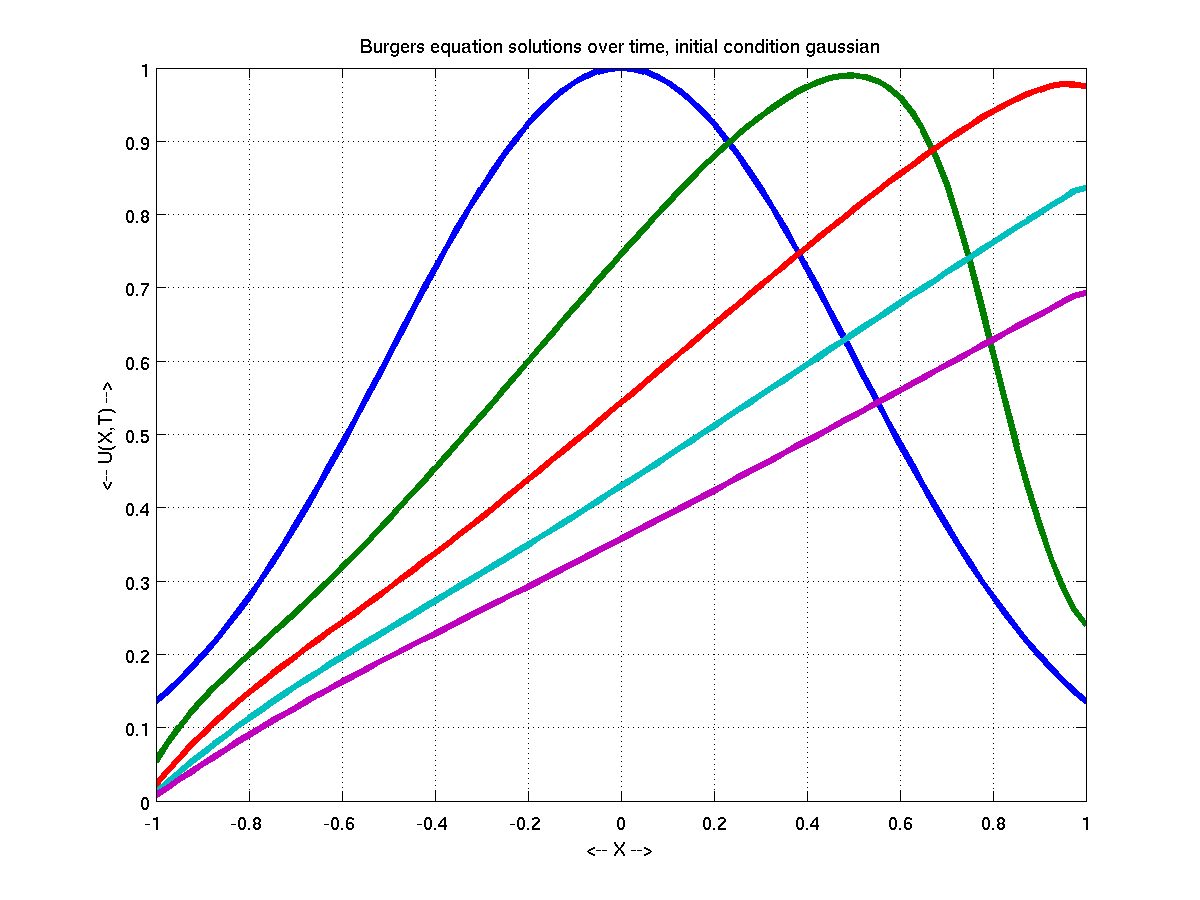 Burgers equation solutions over time, initial condition gaussian
1
0.9
0.8
0.7
0.6
0.5
0.4
0.3
0.2
0.1
0
<-- U(X,T) -->
-1 -0.8 -0.6 -0.4 -0.2 0 0.2 0.4 0.6 0.8 1
<-- X -->